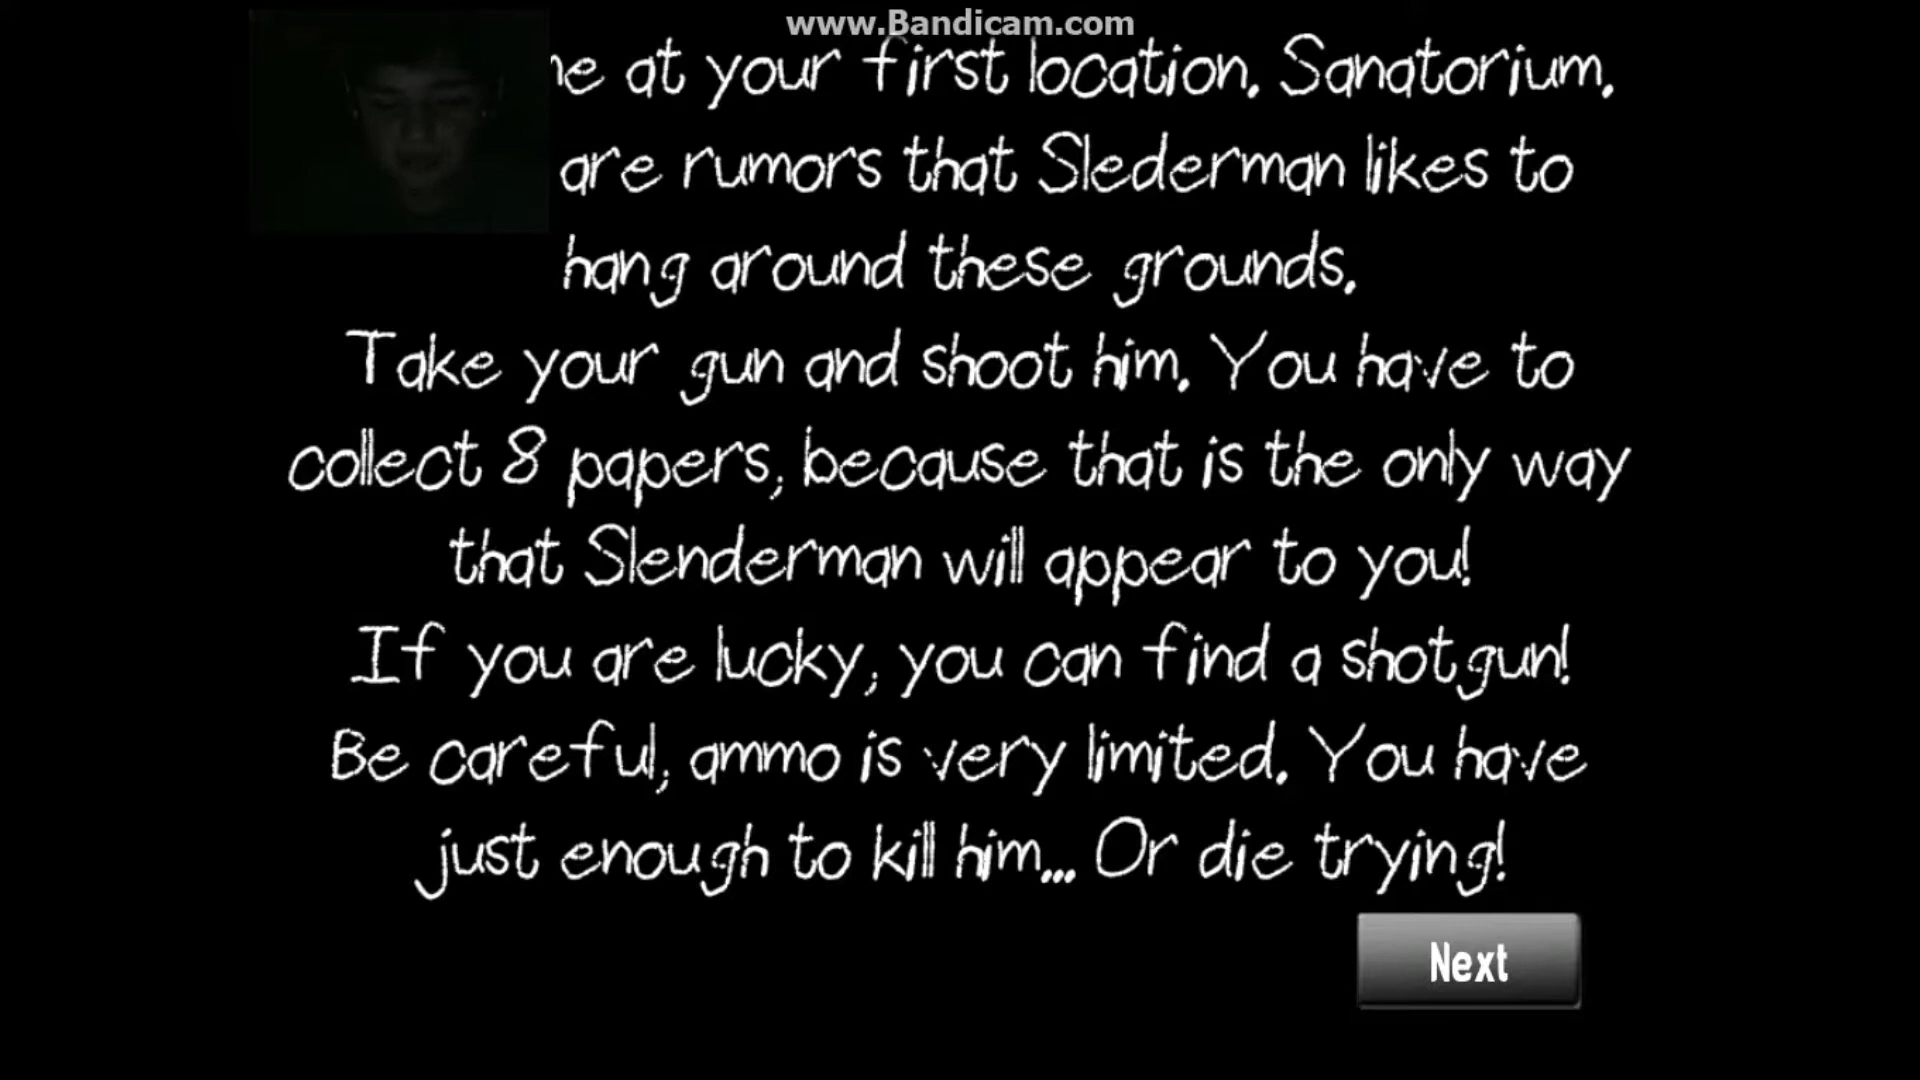 www.Bandicam.com
at your first location. Sanatorium.
are rumors that Slederman likes to
hang around these grounds.
Take your gun and shoot him. You have to
collect 8 papers, because that is the only way
that Slenderman will appear to you!
If you are lucky, you can find a shotgun!
Be careful, ammo is very limited. You have
just enough to kill him... Or die trying!
Next